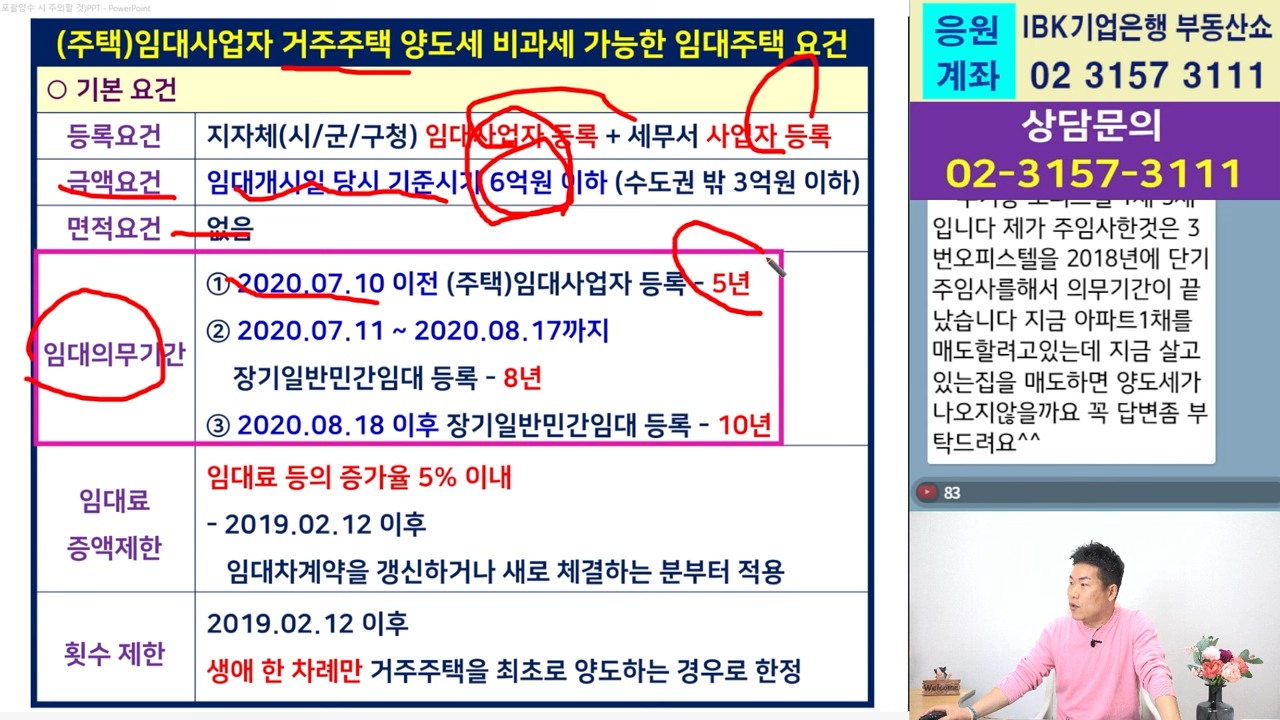 포괄양수 시 주의할 것.PPT - PowerPoint
(주택)임대사업자 거주주택 양도세 비과세 가능한 임대주택 요건
○ 기본 요건
등록요건
지자체(시/군/구청) 임대사업자 등록 + 세무서 사업자 등록
금액요건
임대개시일 당시 기준시가 6억원 이하 (수도권 밖 3억원 이하)
면적요건
없음
임대의무기간
① 2020.07.10 이전 (주택)임대사업자 등록 - 5년
② 2020.07.11 ~ 2020.08.17까지
장기일반민간임대 등록 - 8년
③ 2020.08.18 이후 장기일반민간임대 등록 - 10년
임대료
증액제한
임대료 등의 증가율 5% 이내
- 2019.02.12 이후
임대차계약을 갱신하거나 새로 체결하는 분부터 적용
횟수 제한
2019.02.12 이후
생애 한 차례만 거주주택을 최초로 양도하는 경우로 한정
응원
계좌
IBK기업은행 부동산쇼
02 3157 3111
상담문의
02-3157-3111
입니다 제가 주임사한것은 3
번오피스텔을 2018년에 단기
주임사를해서 의무기간이 끝
났습니다 지금 아파트1채를
매도할려고있는데 지금 살고
있는집을 매도하면 양도세가
나오지않을까요 꼭 답변좀 부
탁드려요^^
83
Welcome